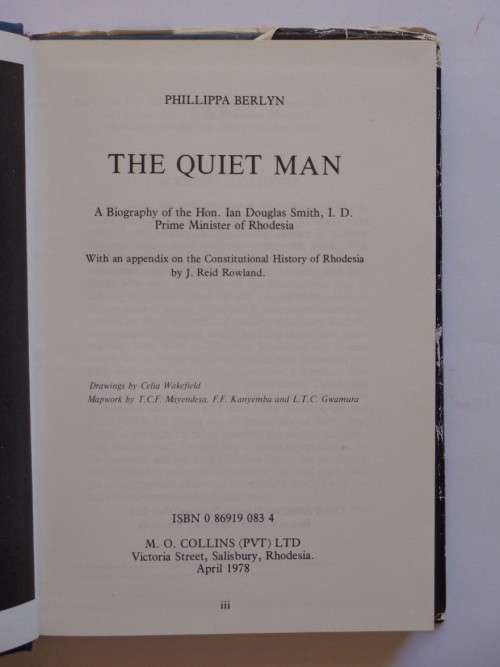 PHILLIPPA BERLYN
THE QUIET MAN
A Biography of the Hon. Ian Douglas Smith, I. D.
Prime Minister of Rhodesia
With an appendix on the Constitutional History of Rhodesia
by J. Reid Rowland.
Drawings by Celia Wakefield
Mapwork by T.C.F. Mayendesa, F.F. Kanyemba and L.T.C. Gwamura
ISBN 0 86919 083 4
M. O. COLLINS (PVT) LTD
Victoria Street, Salisbury, Rhodesia.
April 1978
iii